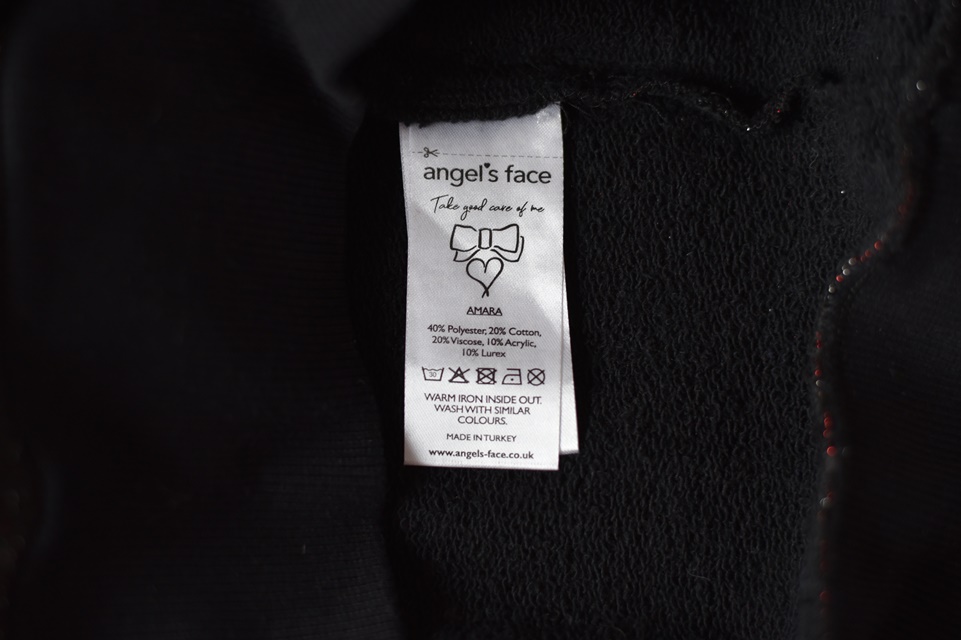 angel's face
Take good care of me
AMARA
40% Polyester, 20% Cotton,
20% Viscose, 10% Acrylic,
10% Lurex
30
WARM IRON INSIDE OUT.
WASH WITH SIMILAR
COLOURS.
MADE IN TURKEY
www.angels-face.co.uk